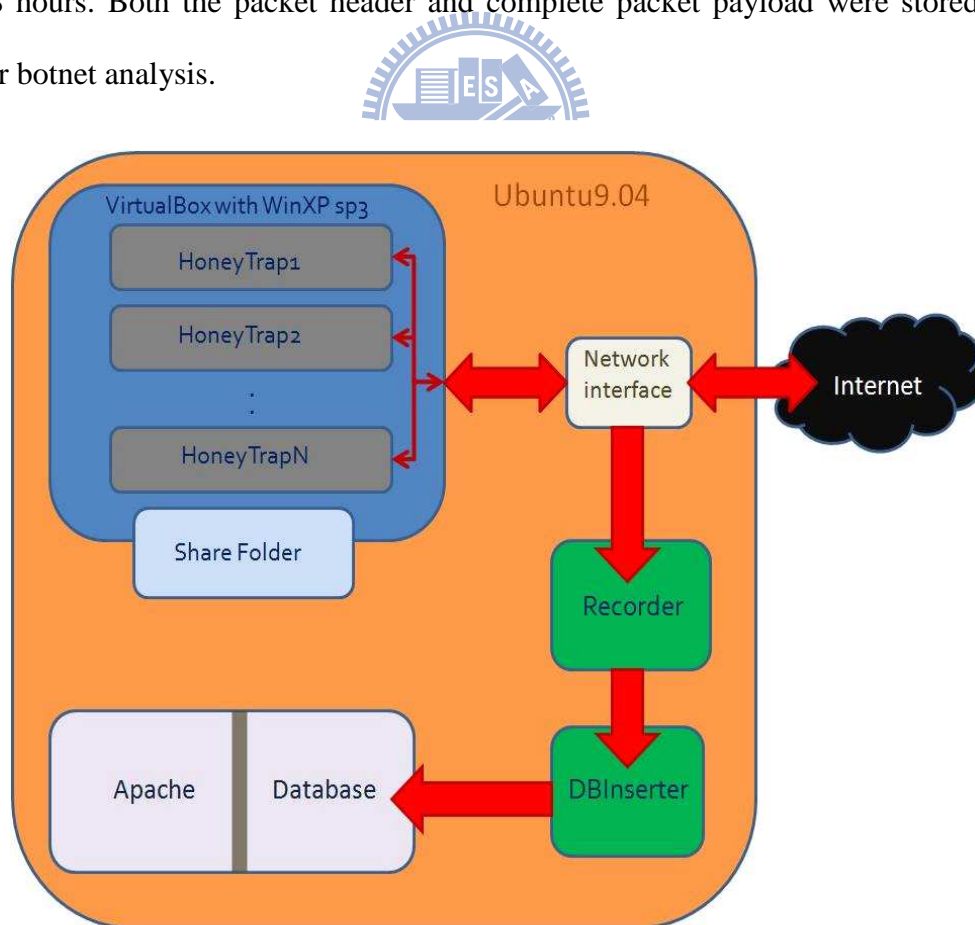 hours. Both the packet header and complete packet payload were stored
r botnet analysis.
E S A
Ubuntu9.04
VirtualBox with WinXP sp3
HoneyTrap1
HoneyTrap2
:
HoneyTrapN
Share Folder
Network
interface
Internet
Recorder
DBInserter
Apache
Database